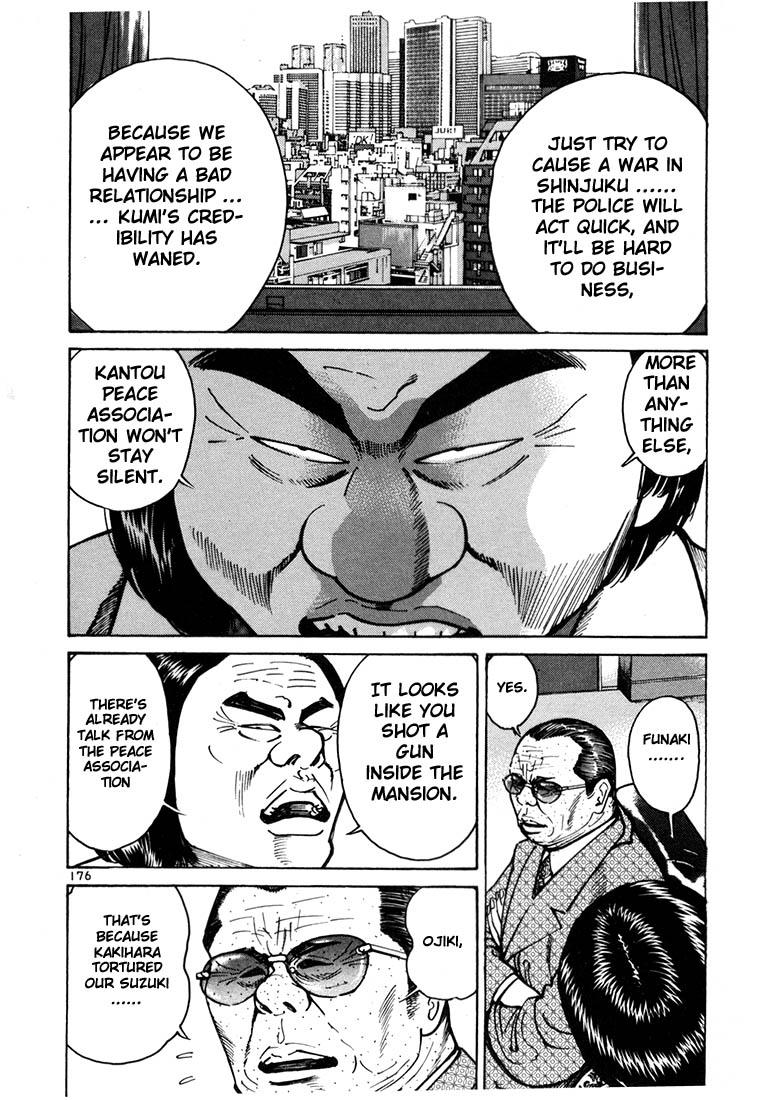 JUST TRY TO
CAUSE A WAR IN
SHINJUKU ......
THE POLICE WILL
ACT QUICK, AND
IT'LL BE HARD
TO DO BUSI-
NESS,
BECAUSE WE
APPEAR TO BE
HAVING A BAD
RELATIONSHIP ...
... KUMI'S CRED-
IBILITY HAS
WANED.
JUKI
OK!
MORE
THAN
ANY-
THING
ELSE,
KANTOU
PEACE
ASSOCIA-
TION WON'T
STAY
SILENT.
FUNAKI
.......
YES.
IT LOOKS
LIKE YOU
SHOT A
GUN
INSIDE THE
MANSION.
THERE'S
ALREADY
TALK FROM
THE PEACE
ASSOCIA-
TION
176
OJIKI,
THAT'S
BECAUSE
KAKIHARA
TORTURED
OUR SUZUKI
......